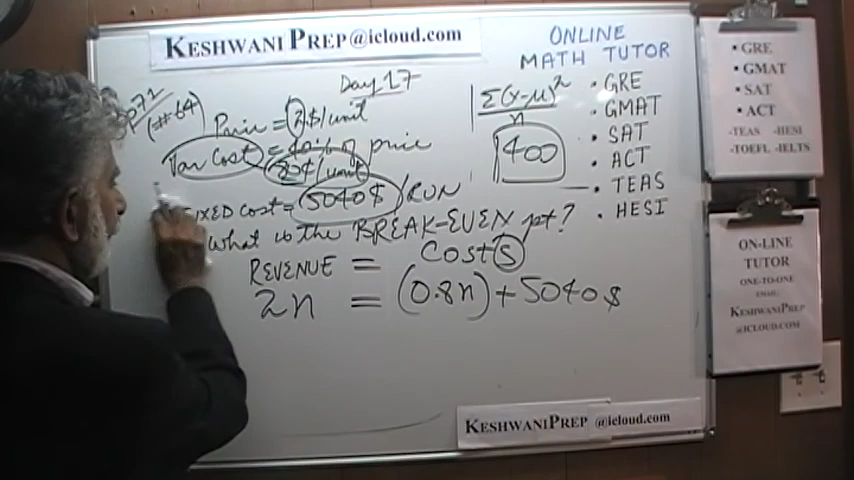 KESHWANI PREP@icloud.com
Day 17
p71
(#64)
Price = 2$/unit
Var Cost = 40% of price
80¢/unit
FIXED Cost = 5040$/RUN
What is the BREAK-EVEN pt?
REVENUE = Costs
2n = (0.8n) + 5040$
Σ(x-μ)²
n
400
ONLINE
MATH TUTOR
• GRE
• GMAT
• SAT
• ACT
• TEAS
• HESI
KESHWANIPREP @icloud.com
• GRE
• GMAT
• SAT
• ACT
-TEAS -HESI
-TOEFL -IELTS
ON-LINE
TUTOR
ONE-TO-ONE
EMAIL:
KESHWANIPREP
@ICLOUD.COM